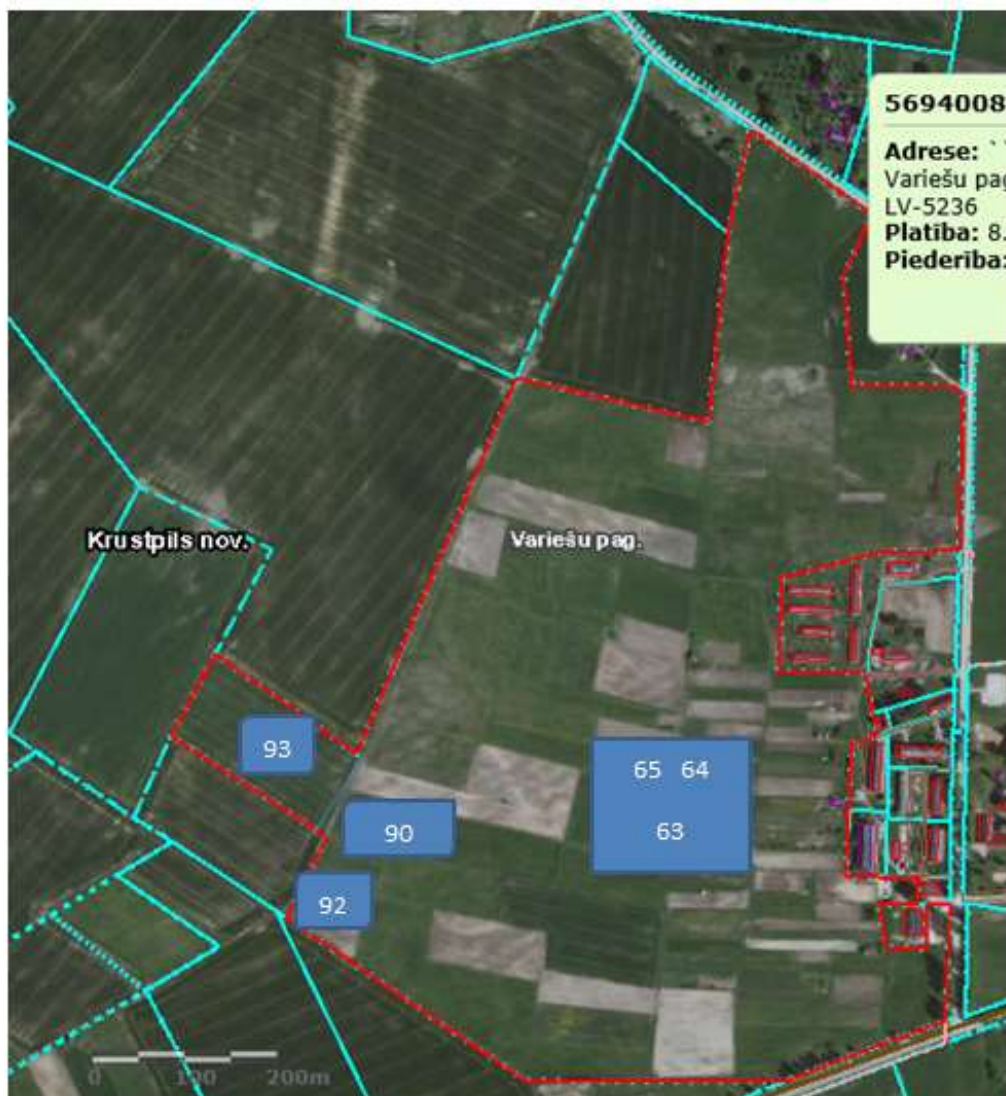 5694008
Adrese: ``
Variešu pag
LV-5236
Platība: 8.
Piederība:
Krustpils nov.
Variešu pag.
93
65 64
90
63
92
0 100 200m